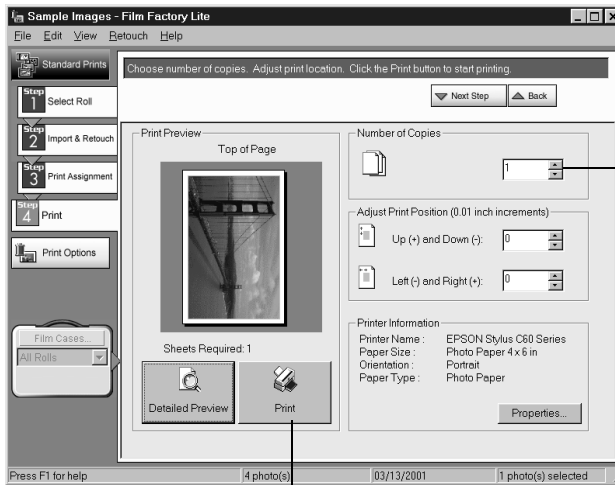 Sample Images - Film Factory Lite
File Edit View Retouch Help
Standard Prints
Choose number of copies. Adjust print location. Click the Print button to start printing.
Step 1 Select Roll
Next Step Back
Step 2 Import & Retouch
Step 3 Print Assignment
Step 4 Print
Print Options
Film Cases...
All Rolls
Print Preview
Top of Page
Sheets Required: 1
Detailed Preview Print
Number of Copies
1
Adjust Print Position (0.01 inch increments)
Up (+) and Down (-): 0
Left (-) and Right (+): 0
Printer Information
Printer Name : EPSON Stylus C60 Series
Paper Size : Photo Paper 4 x 6 in
Orientation : Portrait
Paper Type : Photo Paper
Properties...
Press F1 for help 4 photo(s) 03/13/2001 1 photo(s) selected